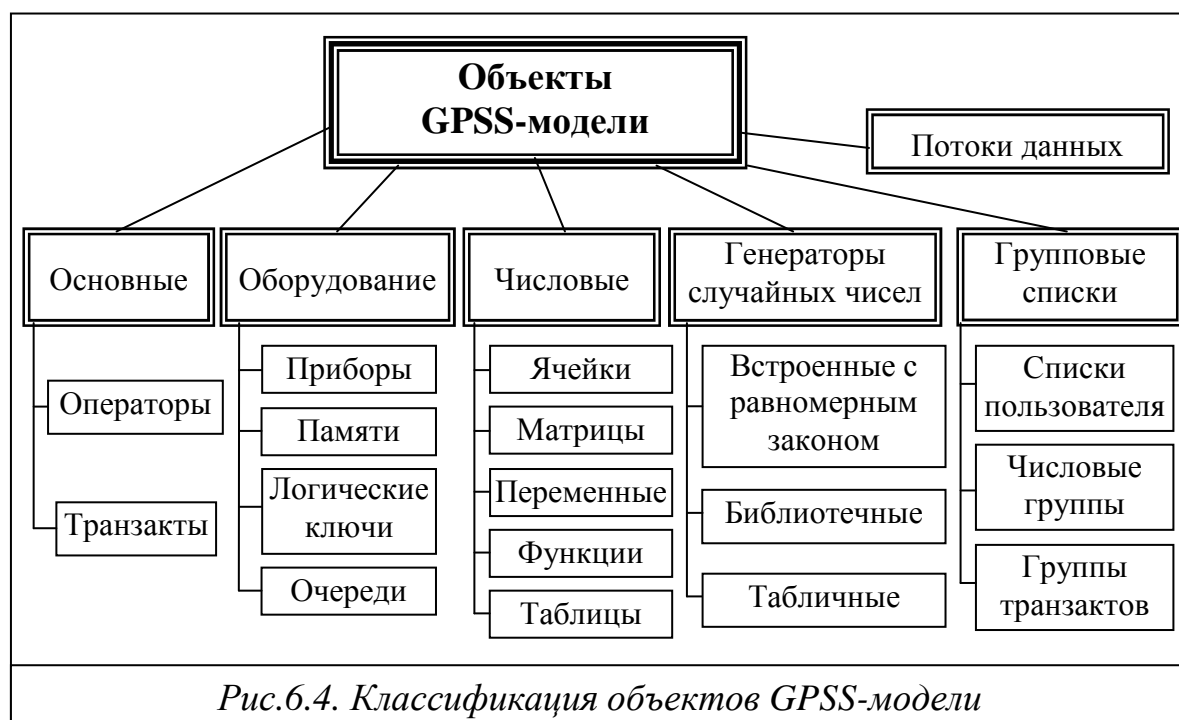 Объекты
GPSS-модели
Потоки данных
Основные
Оборудование
Числовые
Генераторы
случайных чисел
Групповые
списки
Операторы
Транзакты
Приборы
Памяти
Логические
ключи
Очереди
Ячейки
Матрицы
Переменные
Функции
Таблицы
Встроенные с
равномерным
законом
Библиотечные
Табличные
Списки
пользователя
Числовые
группы
Группы
транзактов
Рис.6.4. Классификация объектов GPSS-модели